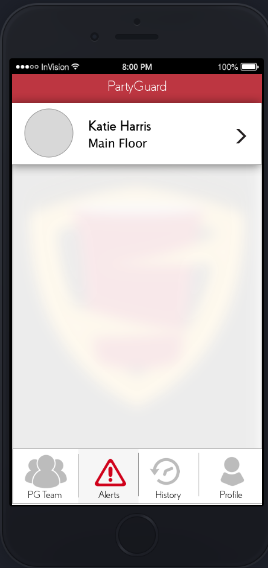 InVision 8:00 PM 100%
PartyGuard
Katie Harris
Main Floor
PG Team Alerts History Profile